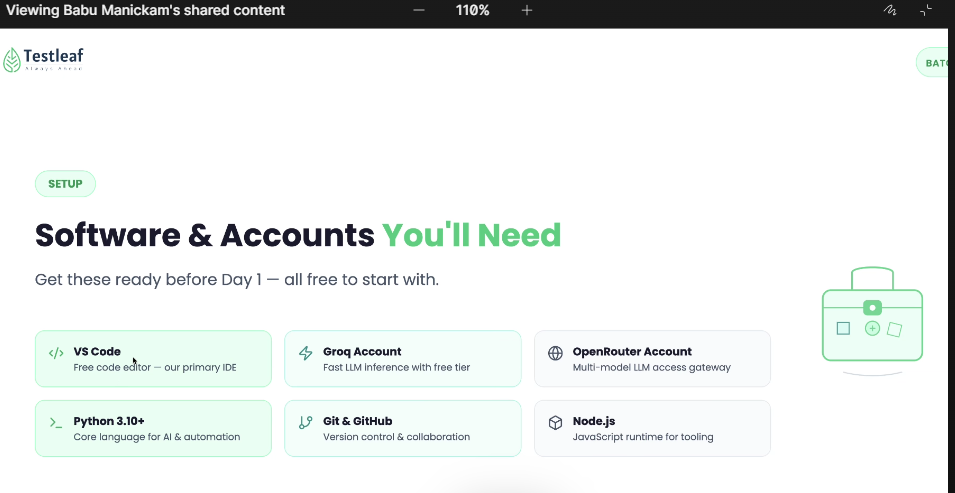 Viewing Babu Manickam's shared content
110%
Testleaf
Always Ahead
SETUP
Software & Accounts You'll Need
Get these ready before Day 1 — all free to start with.
VS Code
Free code editor — our primary IDE
Groq Account
Fast LLM inference with free tier
OpenRouter Account
Multi-model LLM access gateway
Python 3.10+
Core language for AI & automation
Git & GitHub
Version control & collaboration
Node.js
JavaScript runtime for tooling